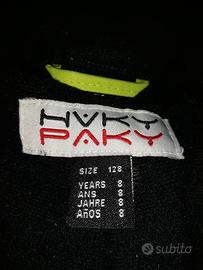 HVKY
PAKY
SIZE 128
YEARS 8
ANS 8
JAHRE 8
AÑOS 8
subito